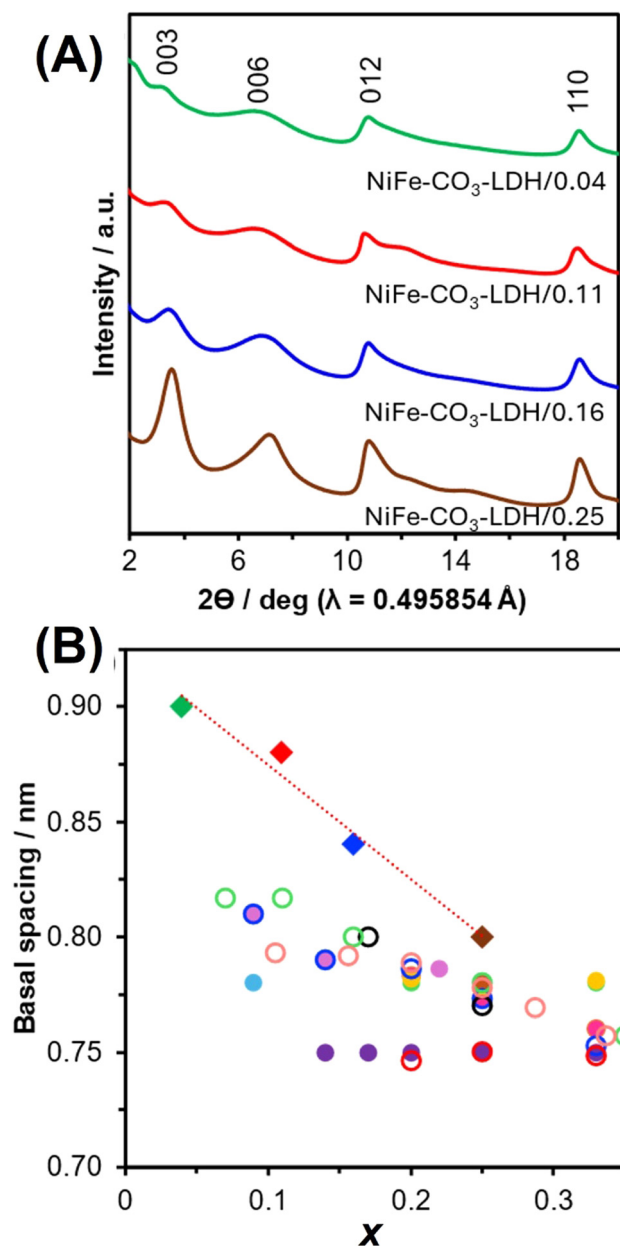 (A)
003
006
012
110
NiFe-CO₃-LDH/0.04
NiFe-CO₃-LDH/0.11
NiFe-CO₃-LDH/0.16
NiFe-CO₃-LDH/0.25
Intensity / a.u.
2 6 10 14 18
2Θ / deg (λ = 0.495854 Å)
(B)
0.90
0.85
0.80
0.75
0.70
Basal spacing / nm
0 0.1 0.2 0.3
x